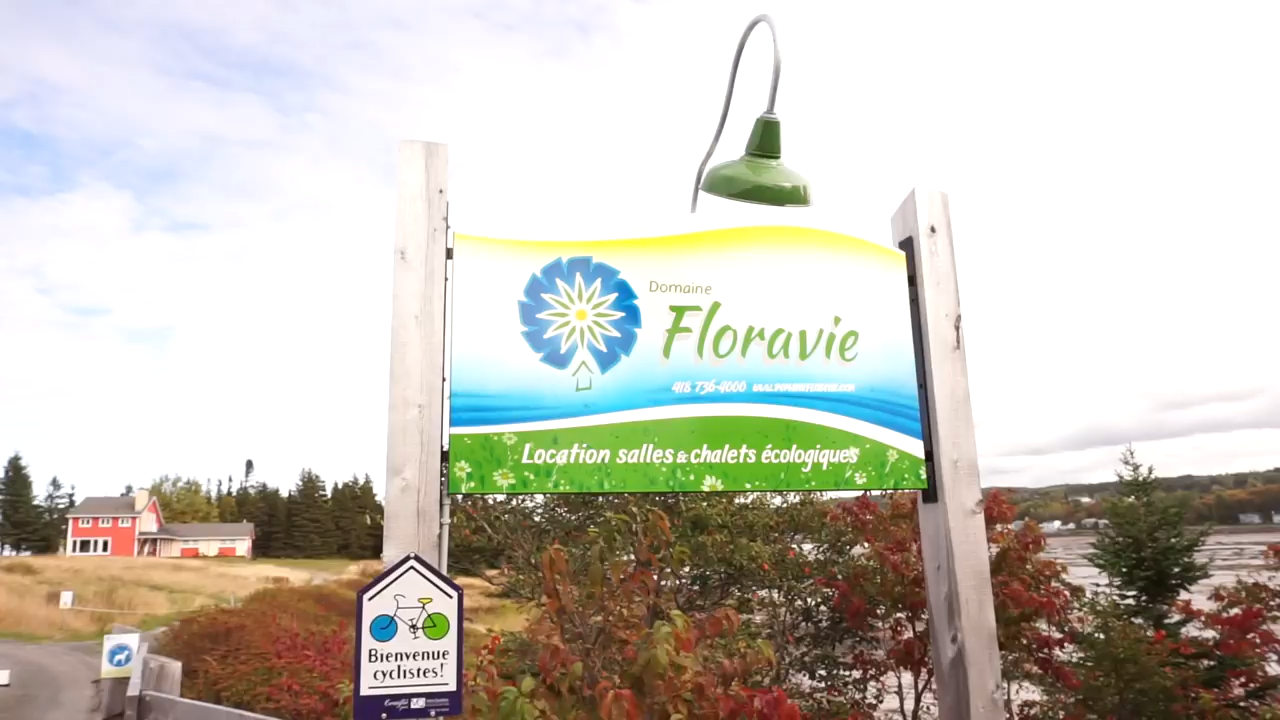 Domaine
Floravie
418 736-4000
Location salles & chalets écologiques
Bienvenue
cyclistes!